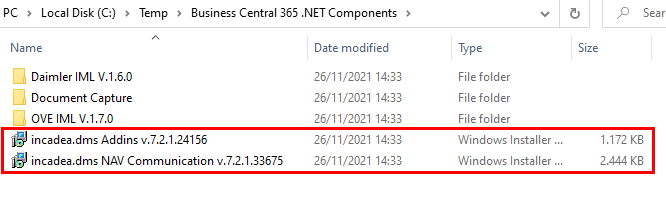 PC > Local Disk (C:) > Temp > Business Central 365 .NET Components >
Name Date modified Type Size
Daimler IML V.1.6.0 26/11/2021 14:33 File folder
Document Capture 26/11/2021 14:33 File folder
OVE IML V.1.7.0 26/11/2021 14:33 File folder
incadea.dms Addins v.7.2.1.24156 26/11/2021 14:33 Windows Installer ... 1.172 KB
incadea.dms NAV Communication v.7.2.1.33675 26/11/2021 14:33 Windows Installer ... 2.444 KB